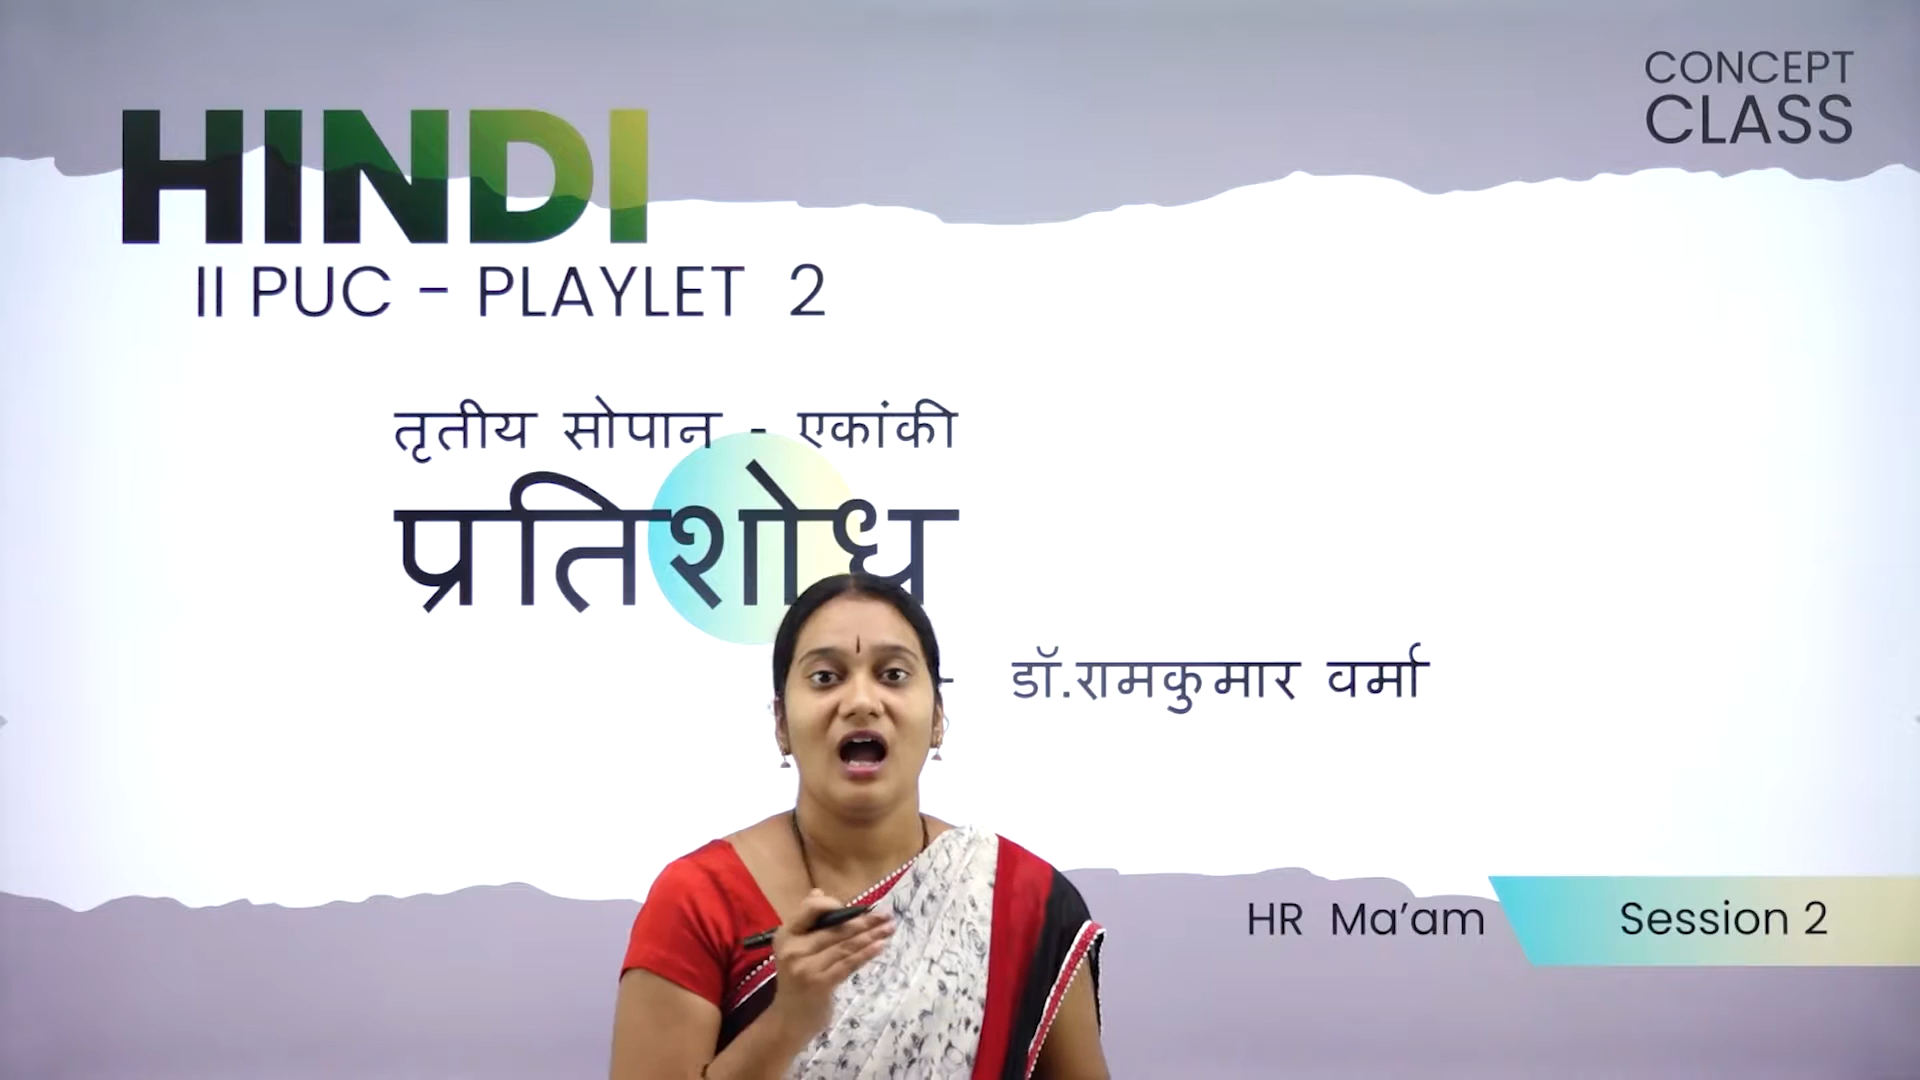 CONCEPT
CLASS
HINDI
II PUC - PLAYLET 2
तृतीय सोपान - एकांकी
प्रतिशोध
- डॉ.रामकुमार वर्मा
HR Ma'am
Session 2